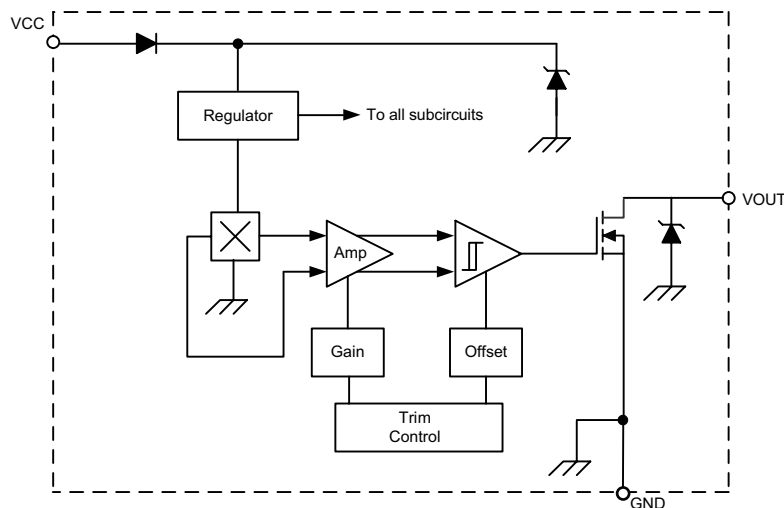 VCC
Regulator
To all subcircuits
VOUT
Amp
Gain
Offset
Trim
Control
GND